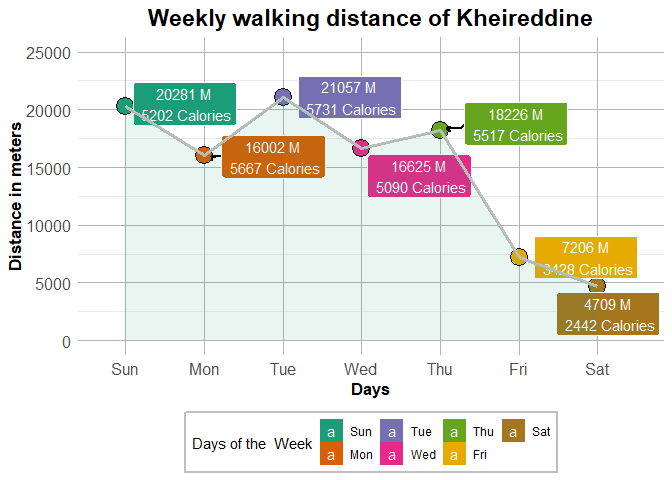 Weekly walking distance of Kheireddine
25000
20000
15000
10000
5000
0
Distance in meters
20281 M
5202 Calories
16002 M
5667 Calories
21057 M
5731 Calories
16625 M
5090 Calories
18226 M
5517 Calories
7206 M
3428 Calories
4709 M
2442 Calories
Sun Mon Tue Wed Thu Fri Sat
Days
Days of the Week
a Sun a Tue a Thu a Sat
a Mon a Wed a Fri